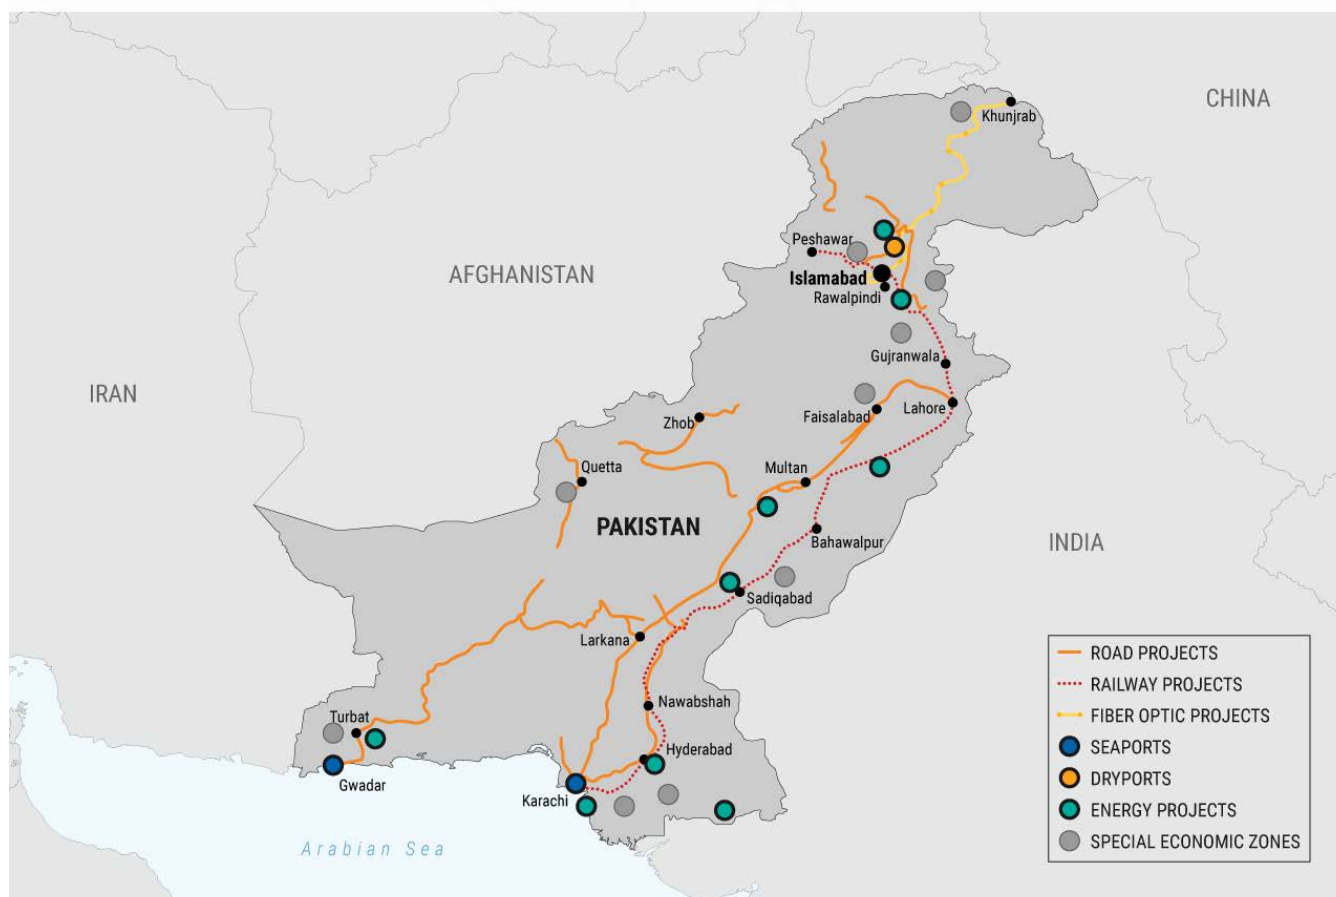 CHINA
Khunjrab
Peshawar
AFGHANISTAN
Islamabad
Rawalpindi
Gujranwala
IRAN
Zhob
Faisalabad
Lahore
Quetta
Multan
PAKISTAN
Bahawalpur
INDIA
Sadiqabad
Larkana
Nawabshah
Turbat
Hyderabad
Gwadar
Karachi
Arabian Sea
ROAD PROJECTS
RAILWAY PROJECTS
FIBER OPTIC PROJECTS
SEAPORTS
DRYPORTS
ENERGY PROJECTS
SPECIAL ECONOMIC ZONES